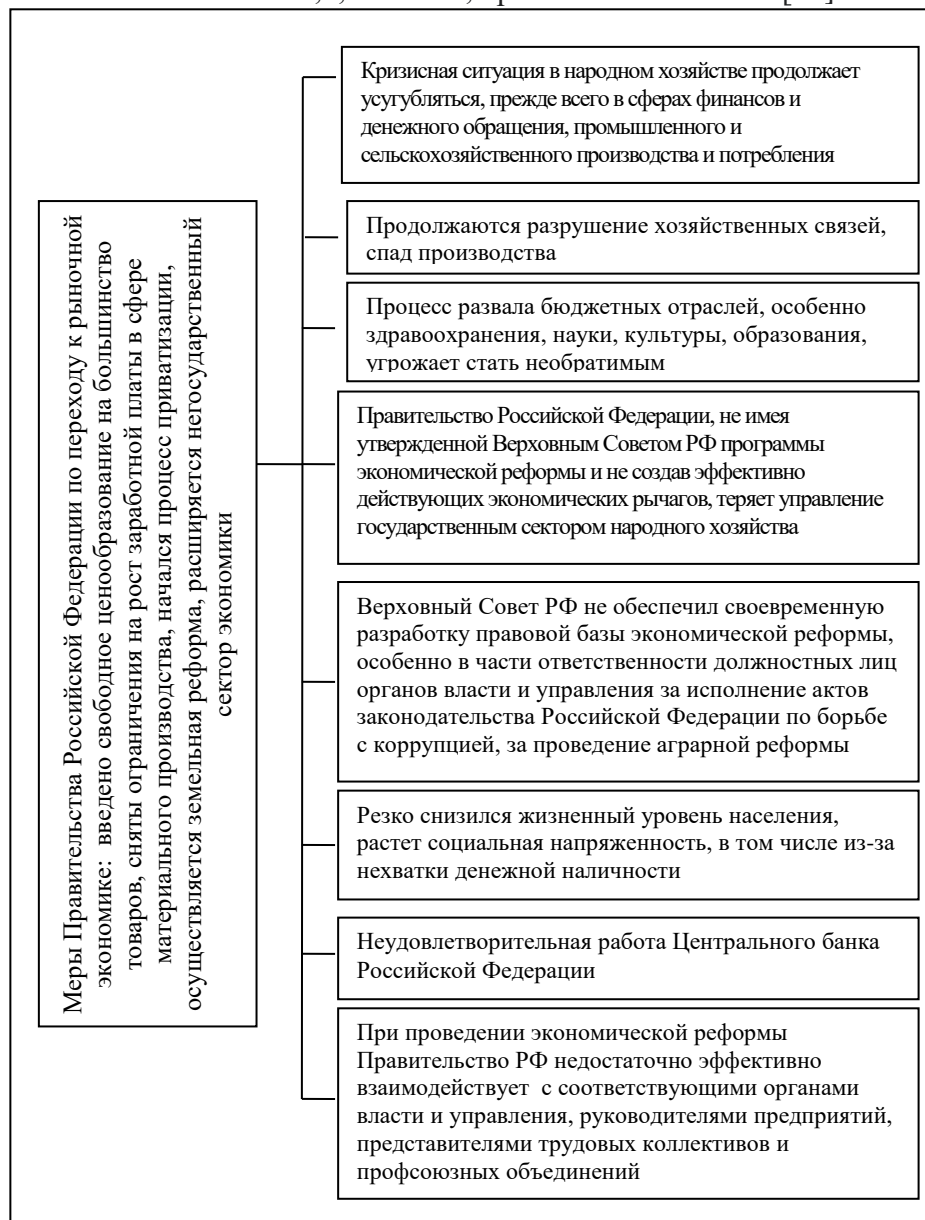 Меры Правительства Российской Федерации по переходу к рыночной
экономике: введено свободное ценообразование на большинство
товаров, сняты ограничения на рост заработной платы в сфере
материального производства, начался процесс приватизации,
осуществляется земельная реформа, расширяется негосударственный
сектор экономики
Кризисная ситуация в народном хозяйстве продолжает
усугубляться, прежде всего в сферах финансов и
денежного обращения, промышленного и
сельскохозяйственного производства и потребления
Продолжаются разрушение хозяйственных связей,
спад производства
Процесс развала бюджетных отраслей, особенно
здравоохранения, науки, культуры, образования,
угрожает стать необратимым
Правительство Российской Федерации, не имея
утвержденной Верховным Советом РФ программы
экономической реформы и не создав эффективно
действующих экономических рычагов, теряет управление
государственным сектором народного хозяйства
Верховный Совет РФ не обеспечил своевременную
разработку правовой базы экономической реформы,
особенно в части ответственности должностных лиц
органов власти и управления за исполнение актов
законодательства Российской Федерации по борьбе
с коррупцией, за проведение аграрной реформы
Резко снизился жизненный уровень населения,
растет социальная напряженность, в том числе из-за
нехватки денежной наличности
Неудовлетворительная работа Центрального банка
Российской Федерации
При проведении экономической реформы
Правительство РФ недостаточно эффективно
взаимодействует с соответствующими органами
власти и управления, руководителями предприятий,
представителями трудовых коллективов и
профсоюзных объединений